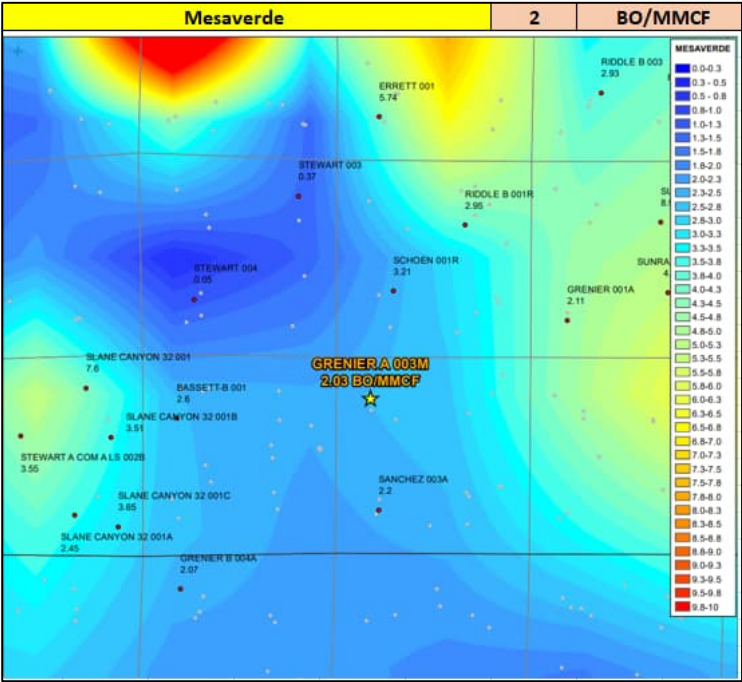 Mesaverde 2 BO/MMCF
MESAVERDE
0.0-0.3
0.3 - 0.5
0.5 - 0.8
0.8-1.0
1.0-1.3
1.3-1.5
1.5-1.8
1.8-2.0
2.0-2.3
2.3-2.5
2.5-2.8
2.8-3.0
3.0-3.3
3.3-3.5
3.5-3.8
3.8-4.0
4.0-4.3
4.3-4.5
4.5-4.8
4.8-5.0
5.0-5.3
5.3-5.5
5.5-5.8
5.8-6.0
6.0-6.3
6.3-6.5
6.5-6.8
6.8-7.0
7.0-7.3
7.3-7.5
7.5-7.8
7.8-8.0
8.0-8.3
8.3-8.5
8.5-8.8
8.8-9.0
9.0-9.3
9.3-9.5
9.5-9.8
9.8-10
RIDDLE B 003
2.93
ERRETT 001
5.74
STEWART 003
0.37
RIDDLE B 001R
2.95
SCHOEN 001R
3.21
SUNRA
4.
STEWART 004
0.05
GRENIER 001A
2.11
SLANE CANYON 32 001
7.6
GRENIER A 003M
2.03 BO/MMCF
BASSETT-B 001
2.6
SLANE CANYON 32 001B
3.51
STEWART A COM A LS 002B
3.55
SANCHEZ 003A
2.2
SLANE CANYON 32 001C
3.65
SLANE CANYON 32 001A
2.45
GRENIER B 004A
2.07